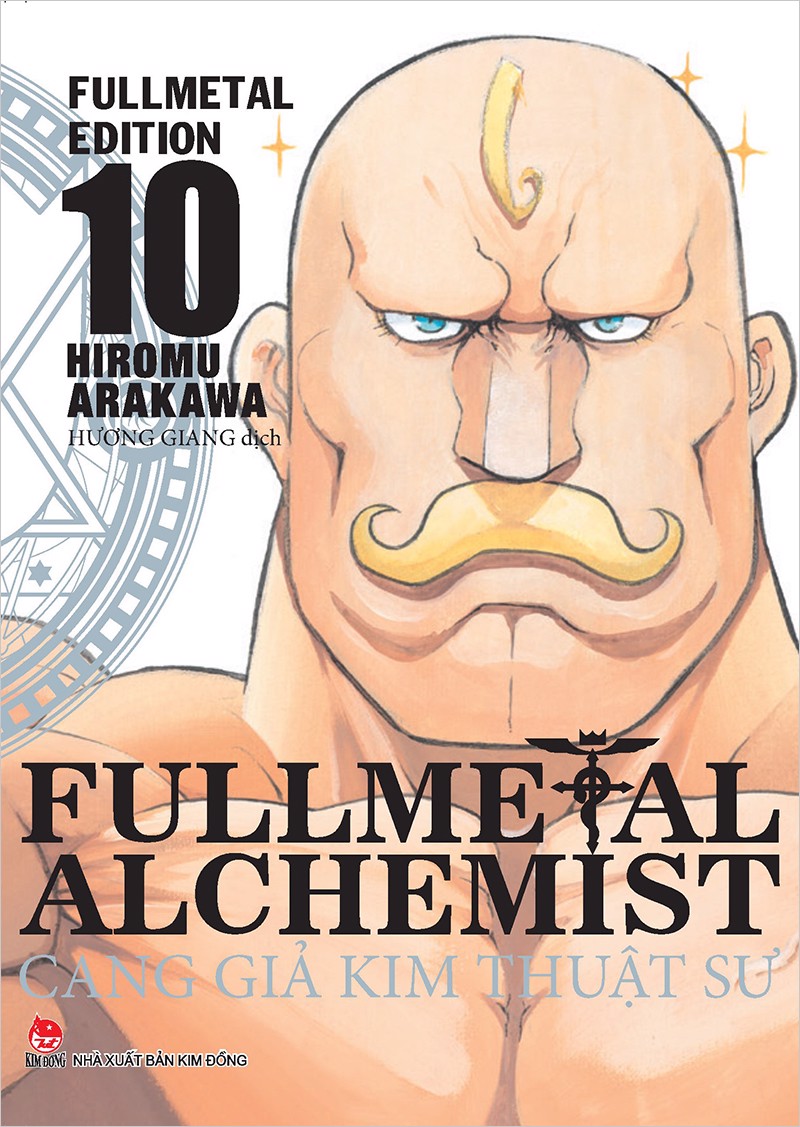 FULLMETAL
EDITION
10
HIROMU
ARAKAWA
HƯƠNG GIANG dịch
FULLMETAL
ALCHEMIST
CANG GIẢ KIM THUẬT SƯ
KIM ĐỒNG
NHÀ XUẤT BẢN KIM ĐỒNG